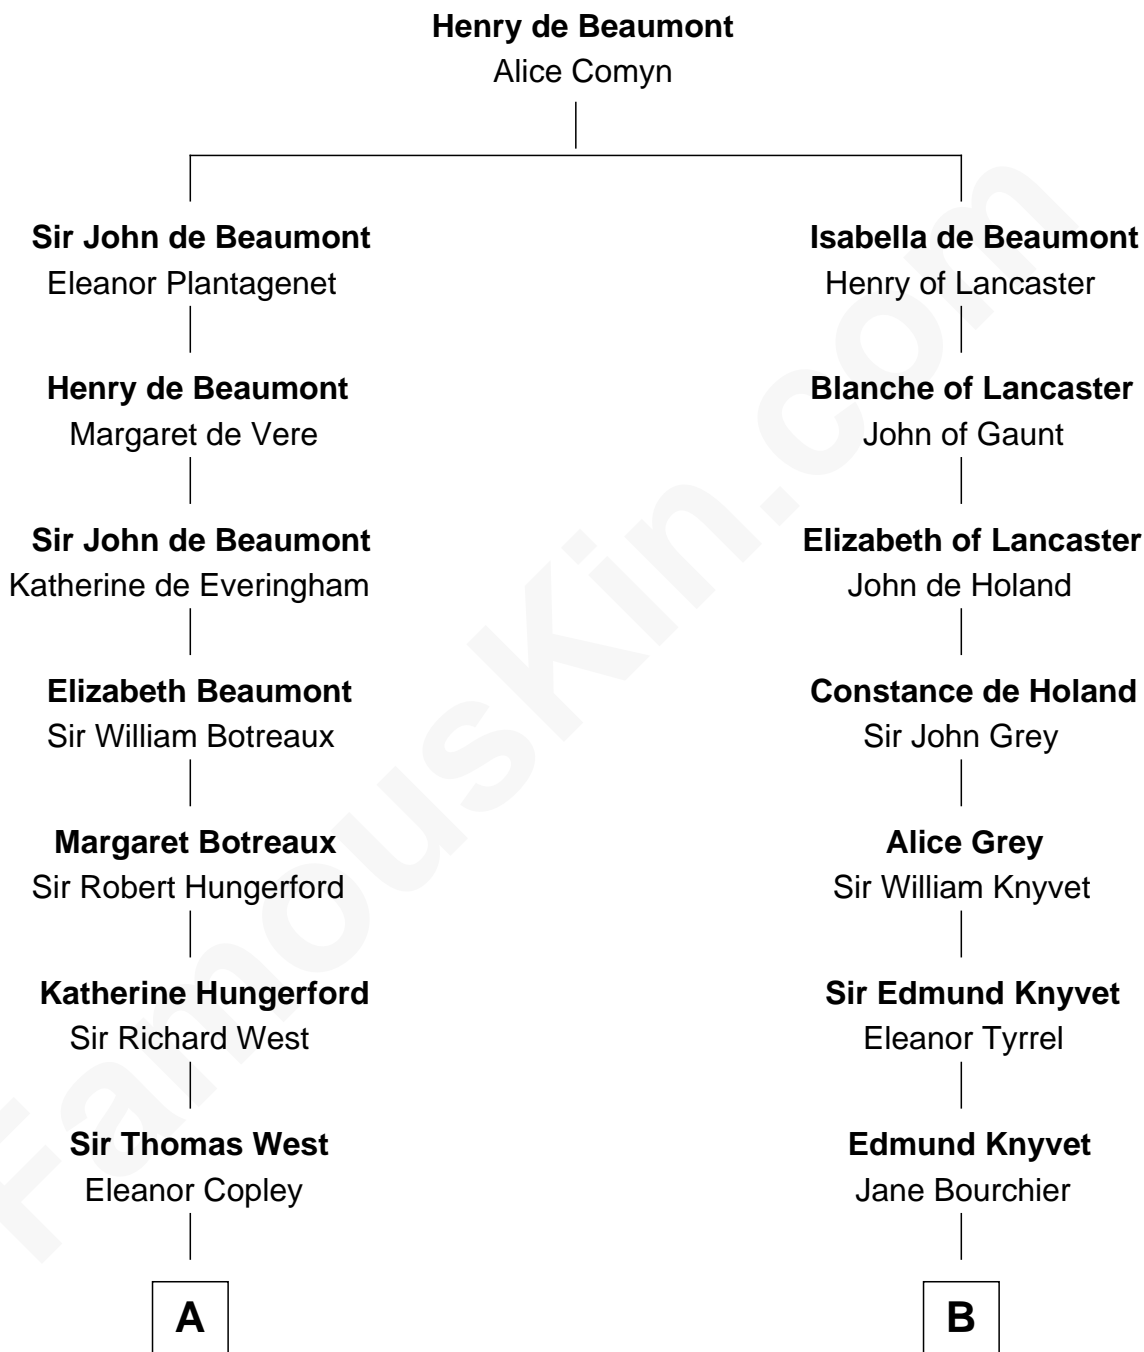 Henry de Beaumont
Alice Comyn
Sir John de Beaumont
Eleanor Plantagenet
Henry de Beaumont
Margaret de Vere
Sir John de Beaumont
Katherine de Everingham
Elizabeth Beaumont
Sir William Botreaux
Margaret Botreaux
Sir Robert Hungerford
Katherine Hungerford
Sir Richard West
Sir Thomas West
Eleanor Copley
A
Isabella de Beaumont
Henry of Lancaster
Blanche of Lancaster
John of Gaunt
Elizabeth of Lancaster
John de Holand
Constance de Holand
Sir John Grey
Alice Grey
Sir William Knyvet
Sir Edmund Knyvet
Eleanor Tyrrel
Edmund Knyvet
Jane Bourchier
B
FamousKin.com